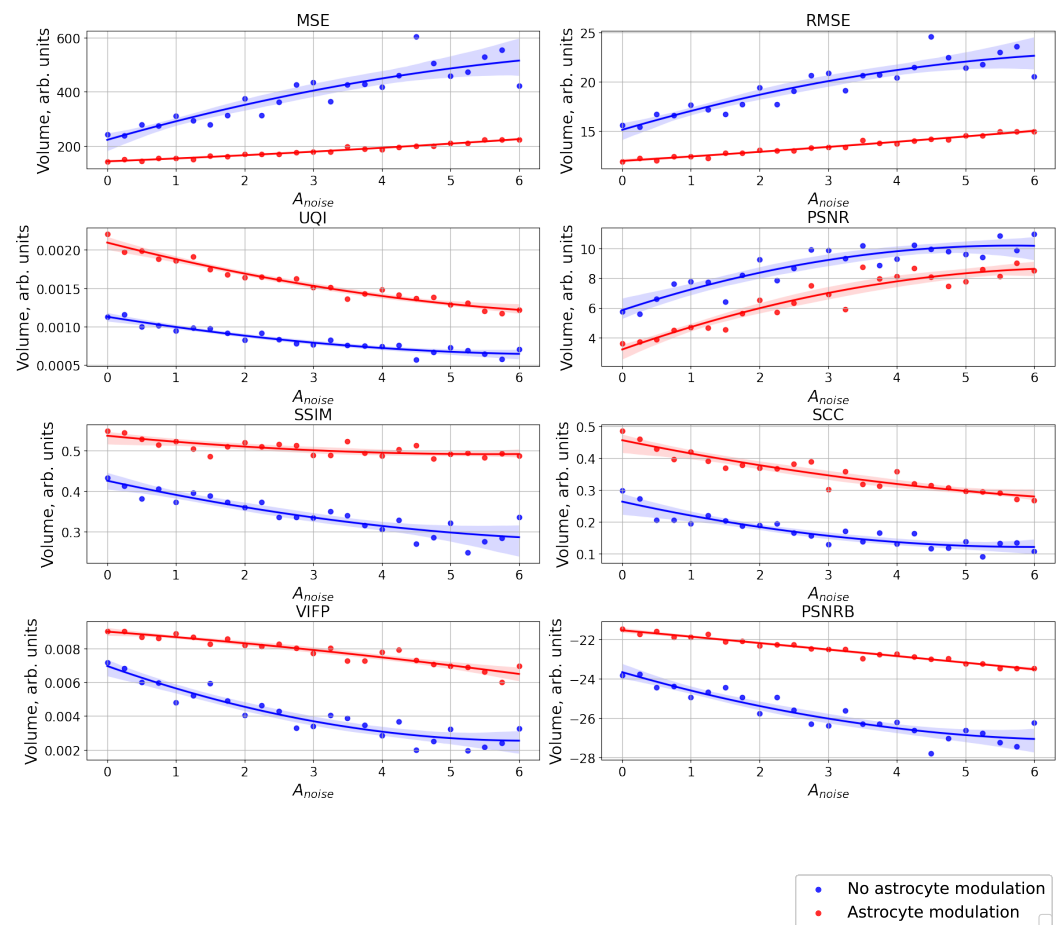 MSE
RMSE
Volume, arb. units
600
400
200
0 1 2 3 4 5 6
A_noise
Volume, arb. units
25
20
15
0 1 2 3 4 5 6
A_noise
UQI
PSNR
Volume, arb. units
0.0020
0.0015
0.0010
0.0005
0 1 2 3 4 5 6
A_noise
Volume, arb. units
10
8
6
4
0 1 2 3 4 5 6
A_noise
SSIM
SCC
Volume, arb. units
0.5
0.4
0.3
0 1 2 3 4 5 6
A_noise
Volume, arb. units
0.5
0.4
0.3
0.2
0.1
0 1 2 3 4 5 6
A_noise
VIFP
PSNRB
Volume, arb. units
0.008
0.006
0.004
0.002
0 1 2 3 4 5 6
A_noise
Volume, arb. units
−22
−24
−26
−28
0 1 2 3 4 5 6
A_noise
No astrocyte modulation
Astrocyte modulation